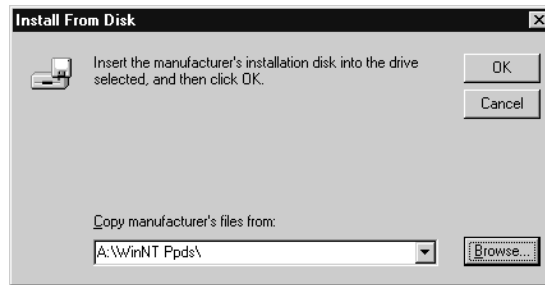 Install From Disk
Insert the manufacturer's installation disk into the drive
selected, and then click OK.
OK
Cancel
Copy manufacturer's files from:
A:\WinNT Ppds\
Browse...